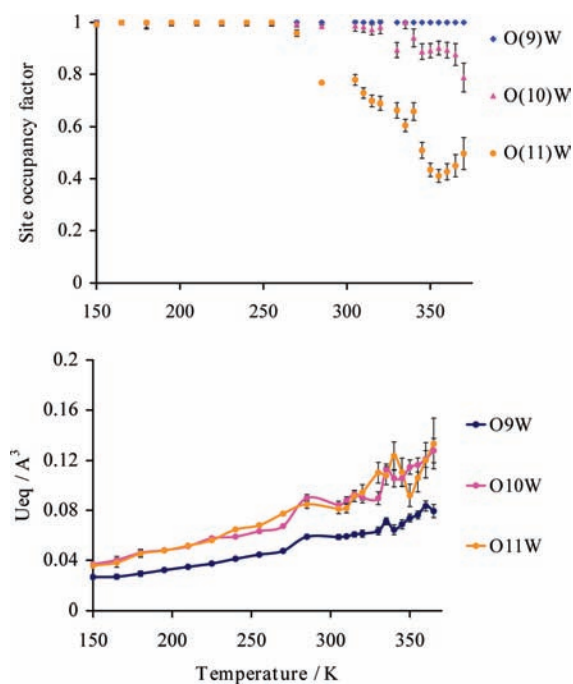 Site occupancy factor
1
0.8
0.6
0.4
0.2
0
150 200 250 300 350
O(9)W
O(10)W
O(11)W
Ueq / A³
0.2
0.16
0.12
0.08
0.04
0
150 200 250 300 350
Temperature / K
O9W
O10W
O11W